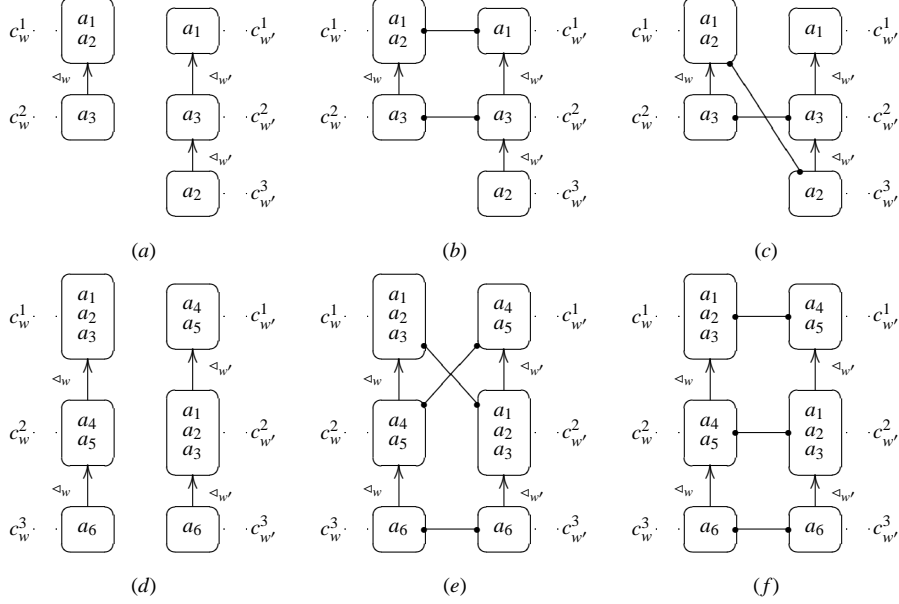 c_w^1 a_1 a_1 c_{w'}^1 c_w^1 a_1 a_1 c_{w'}^1 c_w^1 a_1 a_1 c_{w'}^1
a_2 a_2 a_2
⊲_w ⊲_{w'} ⊲_w ⊲_{w'} ⊲_w ⊲_{w'}
c_w^2 a_3 a_3 c_{w'}^2 c_w^2 a_3 a_3 c_{w'}^2 c_w^2 a_3 a_3 c_{w'}^2
⊲_{w'} ⊲_{w'} ⊲_{w'}
a_2 c_{w'}^3 a_2 c_{w'}^3 a_2 c_{w'}^3
(a) (b) (c)
c_w^1 a_1 a_4 c_{w'}^1 c_w^1 a_1 a_4 c_{w'}^1 c_w^1 a_1 a_4 c_{w'}^1
a_2 a_5 a_2 a_5 a_2 a_5
a_3 a_3 a_3
⊲_w ⊲_{w'} ⊲_w ⊲_{w'} ⊲_w ⊲_{w'}
c_w^2 a_4 a_1 c_{w'}^2 c_w^2 a_4 a_1 c_{w'}^2 c_w^2 a_4 a_1 c_{w'}^2
a_5 a_2 a_5 a_2 a_5 a_2
a_3 a_3 a_3
⊲_w ⊲_{w'} ⊲_w ⊲_{w'} ⊲_w ⊲_{w'}
c_w^3 a_6 a_6 c_{w'}^3 c_w^3 a_6 a_6 c_{w'}^3 c_w^3 a_6 a_6 c_{w'}^3
(d) (e) (f)